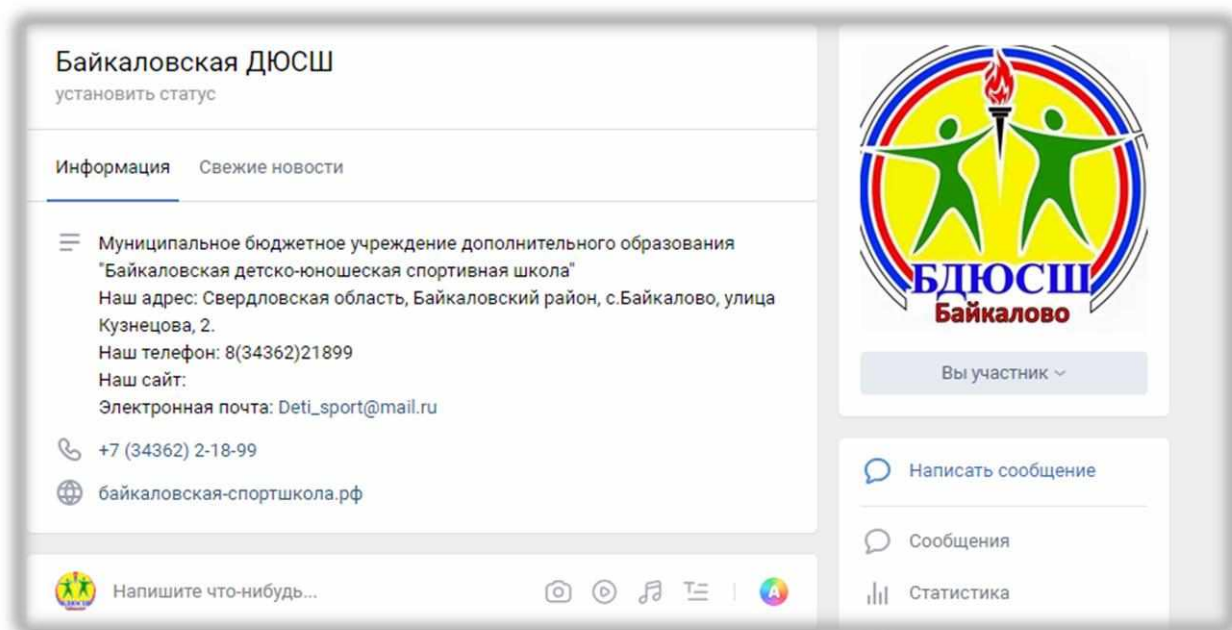 Байкаловская ДЮСШ
установить статус
Информация Свежие новости
Муниципальное бюджетное учреждение дополнительного образования
"Байкаловская детско-юношеская спортивная школа"
Наш адрес: Свердловская область, Байкаловский район, с.Байкалово, улица
Кузнецова, 2.
Наш телефон: 8(34362)21899
Наш сайт:
Электронная почта: Deti_sport@mail.ru
+7 (34362) 2-18-99
байкаловская-спортшкола.рф
Напишите что-нибудь...
A
БДЮСШ
Байкалово
Вы участник
Написать сообщение
Сообщения
Статистика